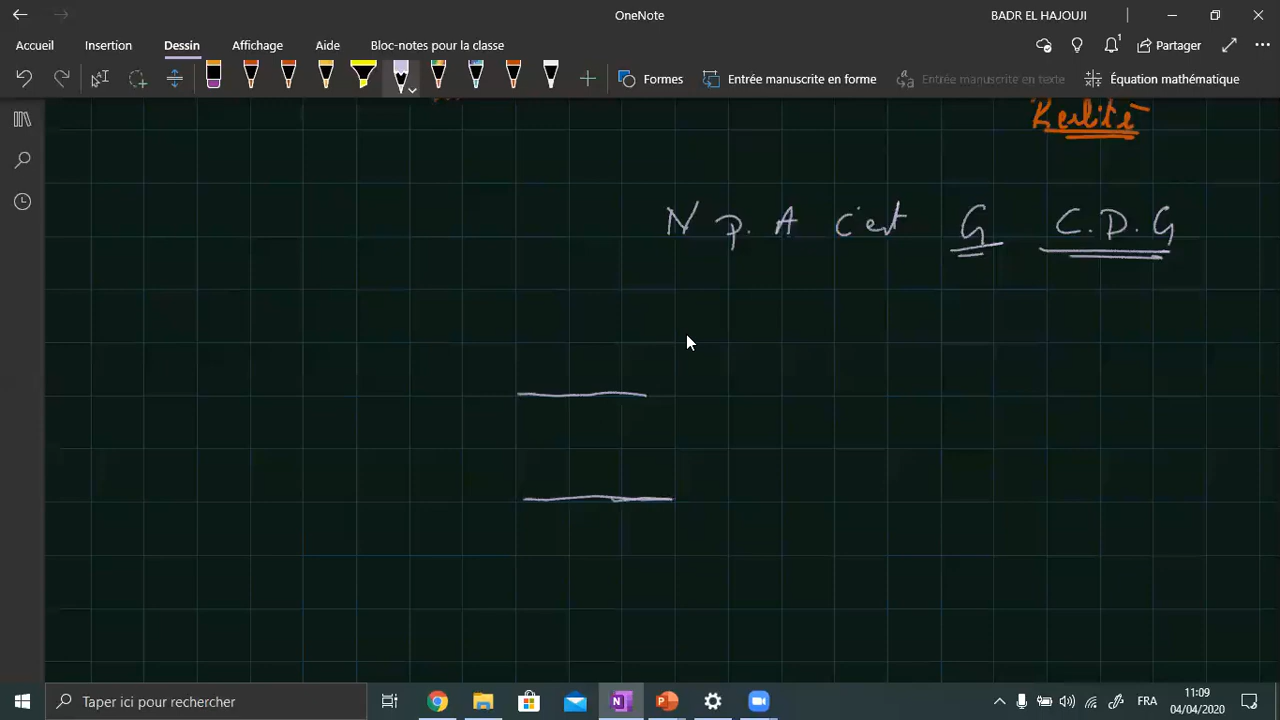 OneNote
BADR EL HAJOUJI
Accueil Insertion Dessin Affichage Aide Bloc-notes pour la classe Partager
Formes Entrée manuscrite en forme Entrée manuscrite en texte Équation mathématique
Realité
N p. A c'est G C.D.G
Taper ici pour rechercher
FRA
11:09
04/04/2020